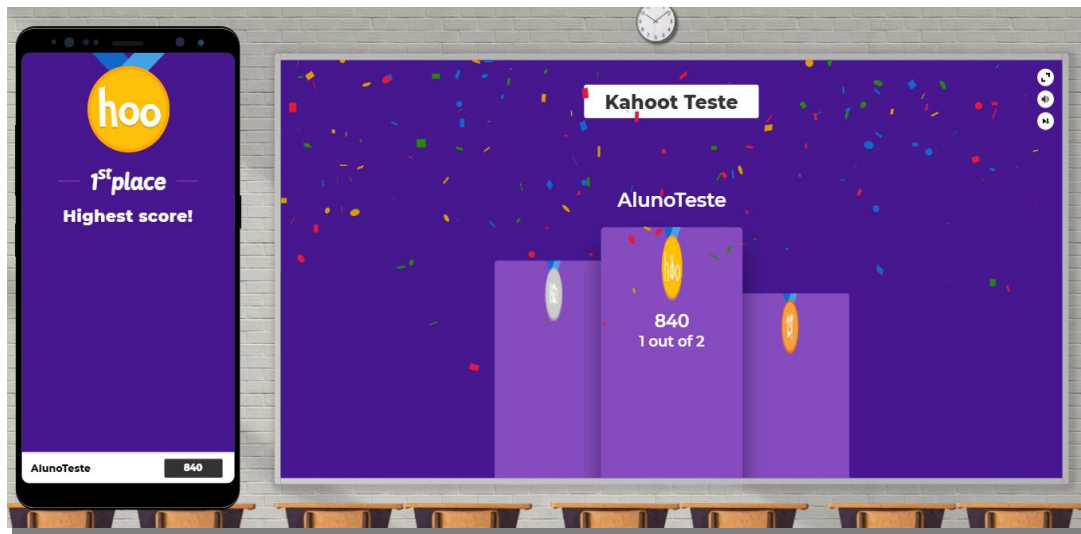 hoo
1st place
Highest score!
AlunoTeste
840
Kahoot Teste
AlunoTeste
hoo
840
1 out of 2